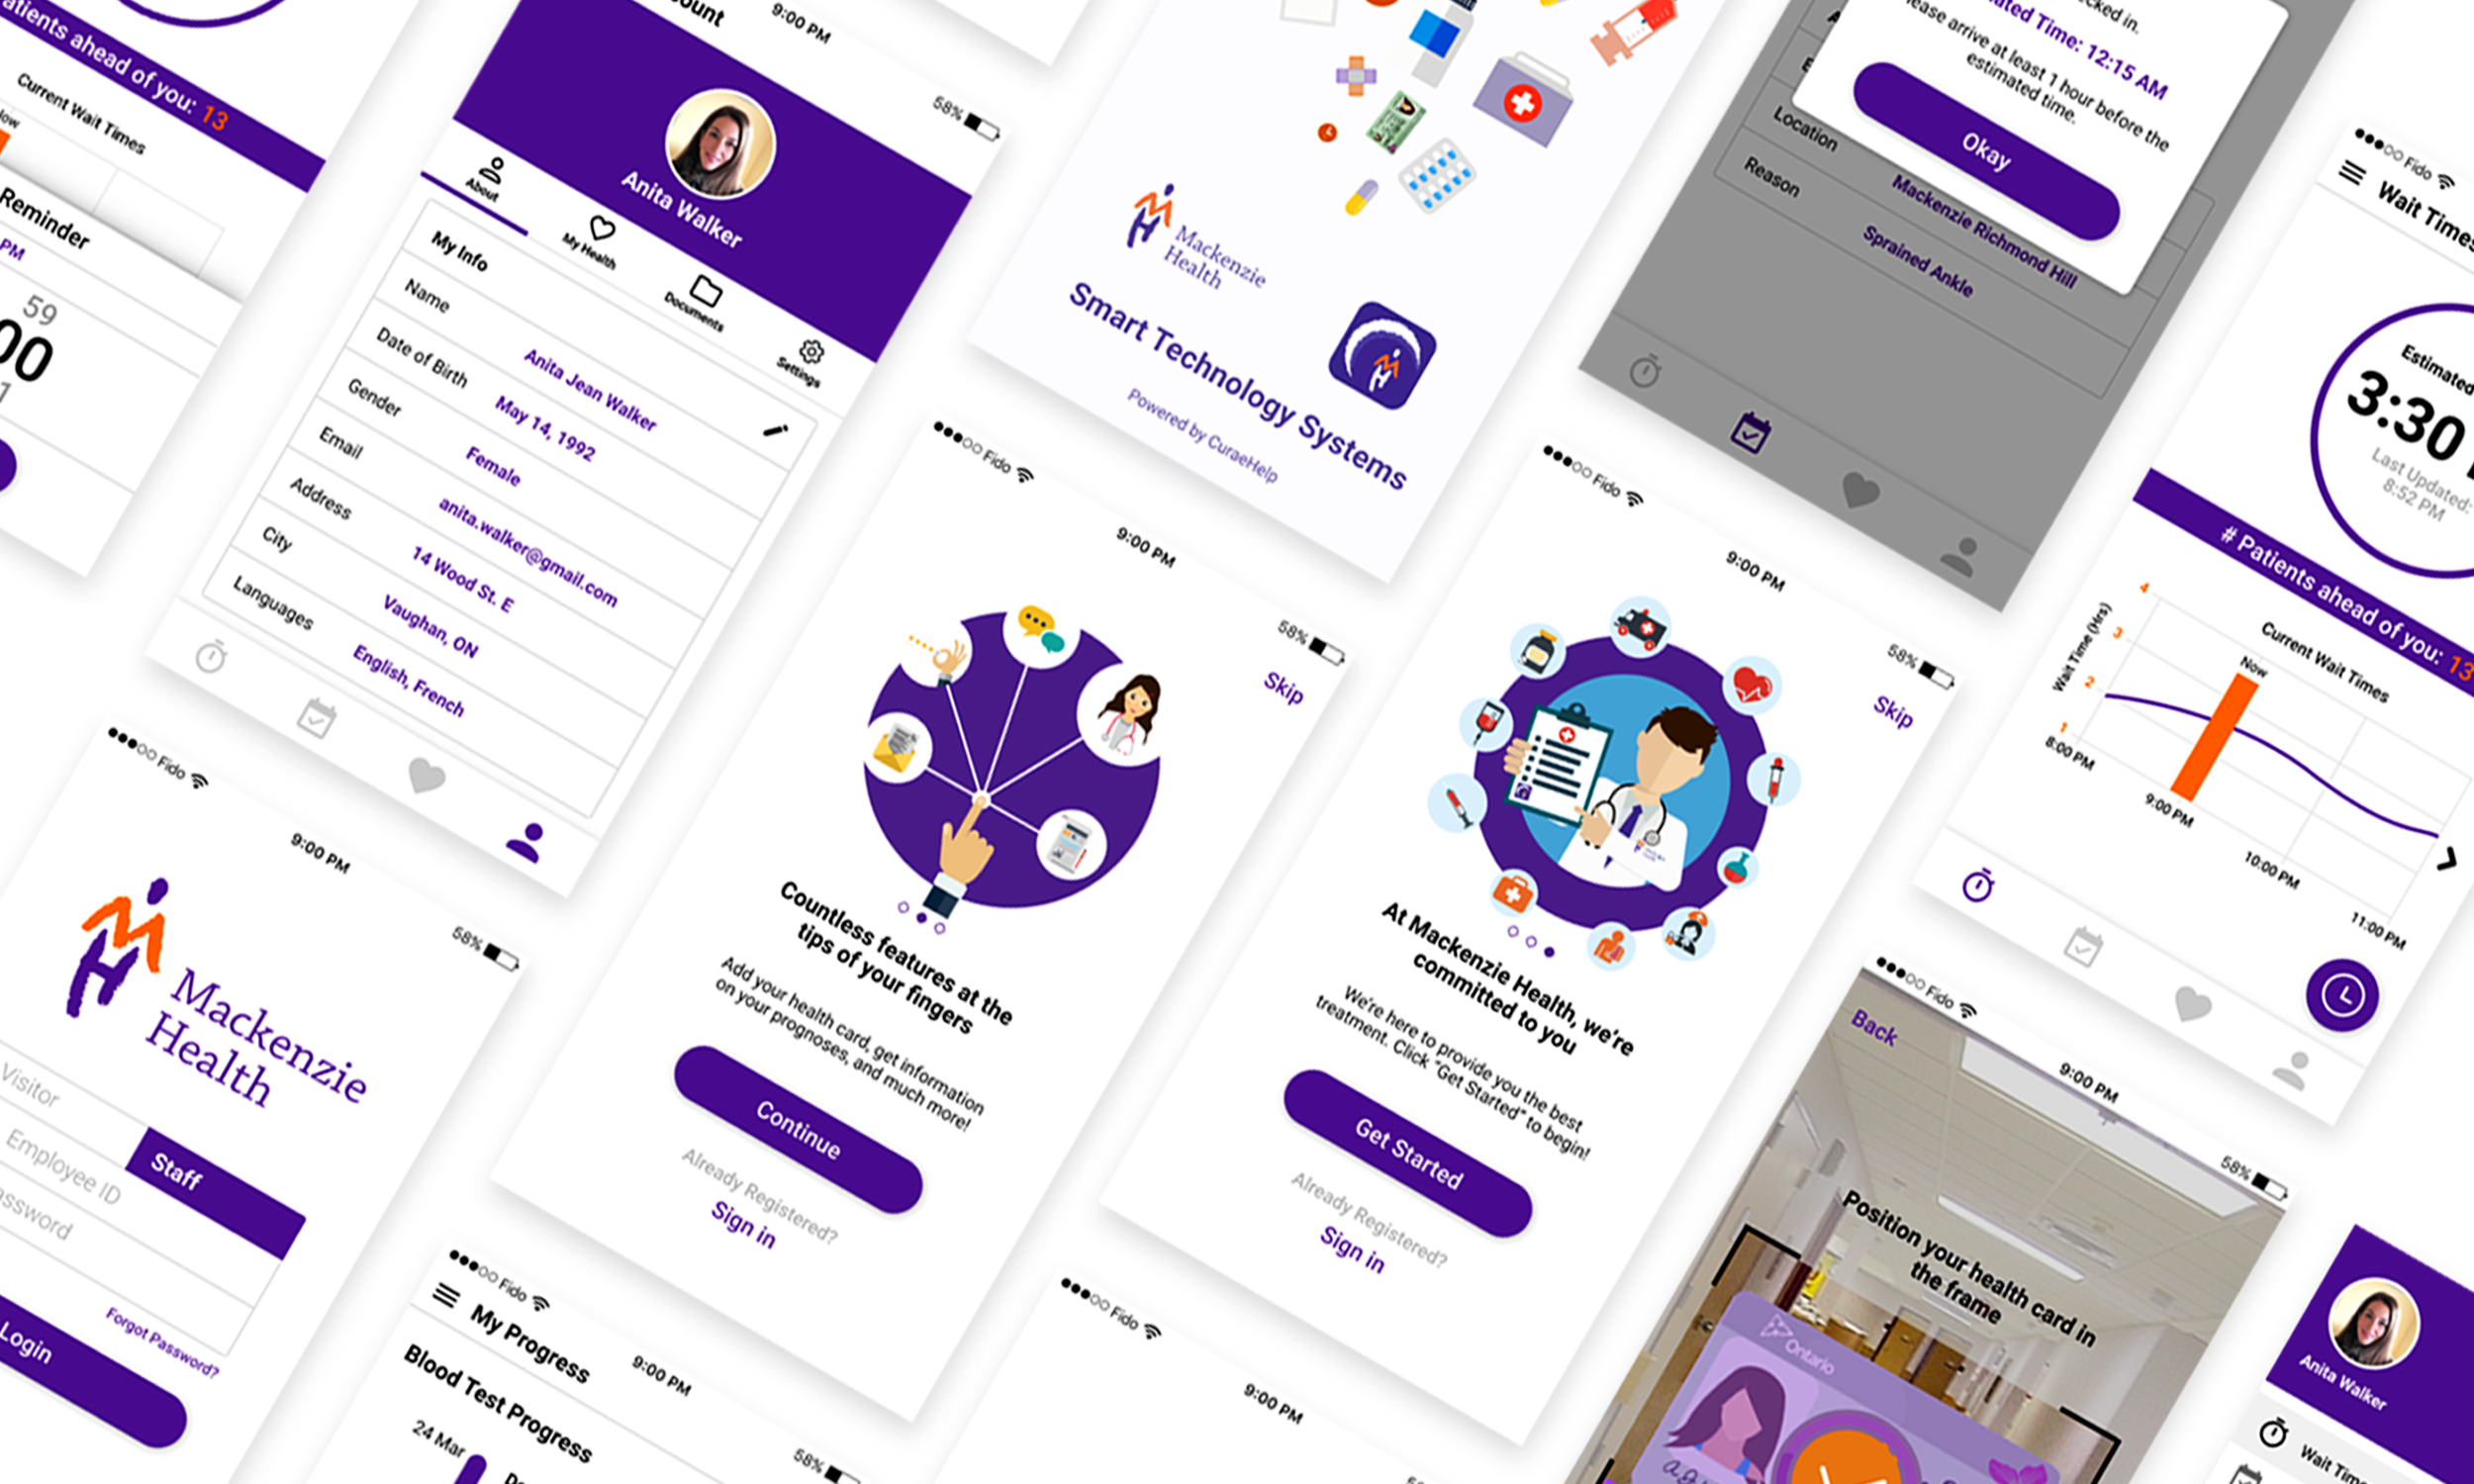 Patients ahead of you: 13
Current Wait Times
Now
Reminder
PM
59
00
9:00 PM
58%
Anita Walker
About
My Health
Documents
Settings
My Info
Name
Anita Jean Walker
Date of Birth
May 14, 1992
Gender
Female
Email
anita.walker@gmail.com
Address
14 Wood St. E
City
Vaughan, ON
Languages
English, French
Mackenzie
Health
Smart Technology Systems
Powered by CuraeHelp
Time: 12:15 AM
arrive at least 1 hour before the
estimated time.
Okay
Location
Mackenzie Richmond Hill
Reason
Sprained Ankle
Fido
Wait Times
Estimated
3:30
Last Updated:
8:52 PM
# Patients ahead of you: 13
Current Wait Times
Wait Time (Hrs)
4
3
2
1
Now
8:00 PM
9:00 PM
10:00 PM
11:00 PM
Fido
9:00 PM
58%
Skip
Countless features at the
tips of your fingers
Add your health card, get information
on your prognoses, and much more!
Continue
Already Registered?
Sign in
Fido
9:00 PM
58%
Skip
At Mackenzie Health, we're
committed to you
We're here to provide you the best
treatment. Click "Get Started" to begin!
Get Started
Already Registered?
Sign in
Fido
9:00 PM
58%
Mackenzie
Health
Visitor
Staff
Employee ID
Forgot Password?
Login
Fido
9:00 PM
58%
My Progress
Blood Test Progress
24 Mar
Fido
9:00 PM
Fido
9:00 PM
58%
Back
Position your health card in
the frame
Ontario
Anita Walker
Wait